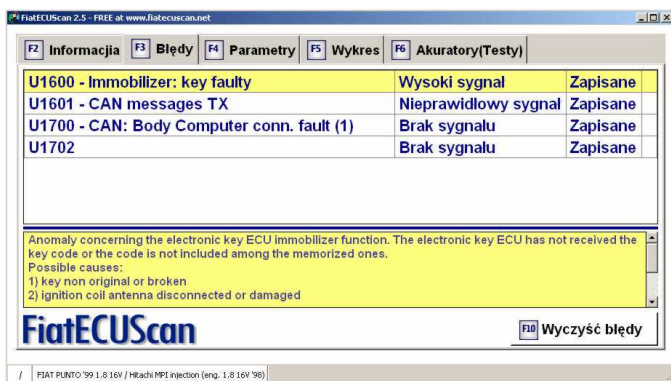 FiatECUScan 2.5 - FREE at www.fiatecuscan.net
F2 Informacjia F3 Błędy F4 Parametry F5 Wykres F6 Akuratory(Testy)
U1600 - Immobilizer: key faulty Wysoki sygnał Zapisane
U1601 - CAN messages TX Nieprawidlowy sygnal Zapisane
U1700 - CAN: Body Computer conn. fault (1) Brak sygnalu Zapisane
U1702 Brak sygnalu Zapisane
Anomaly concerning the electronic key ECU immobilizer function. The electronic key ECU has not received the
key code or the code is not included among the memorized ones.
Possible causes:
1) key non original or broken
2) ignition coil antenna disconnected or damaged
FiatECUScan F10 Wyczyść błędy
/ FIAT PUNTO '99 1.8 16V / Hitachi MPI injection (eng. 1.8 16V '98)